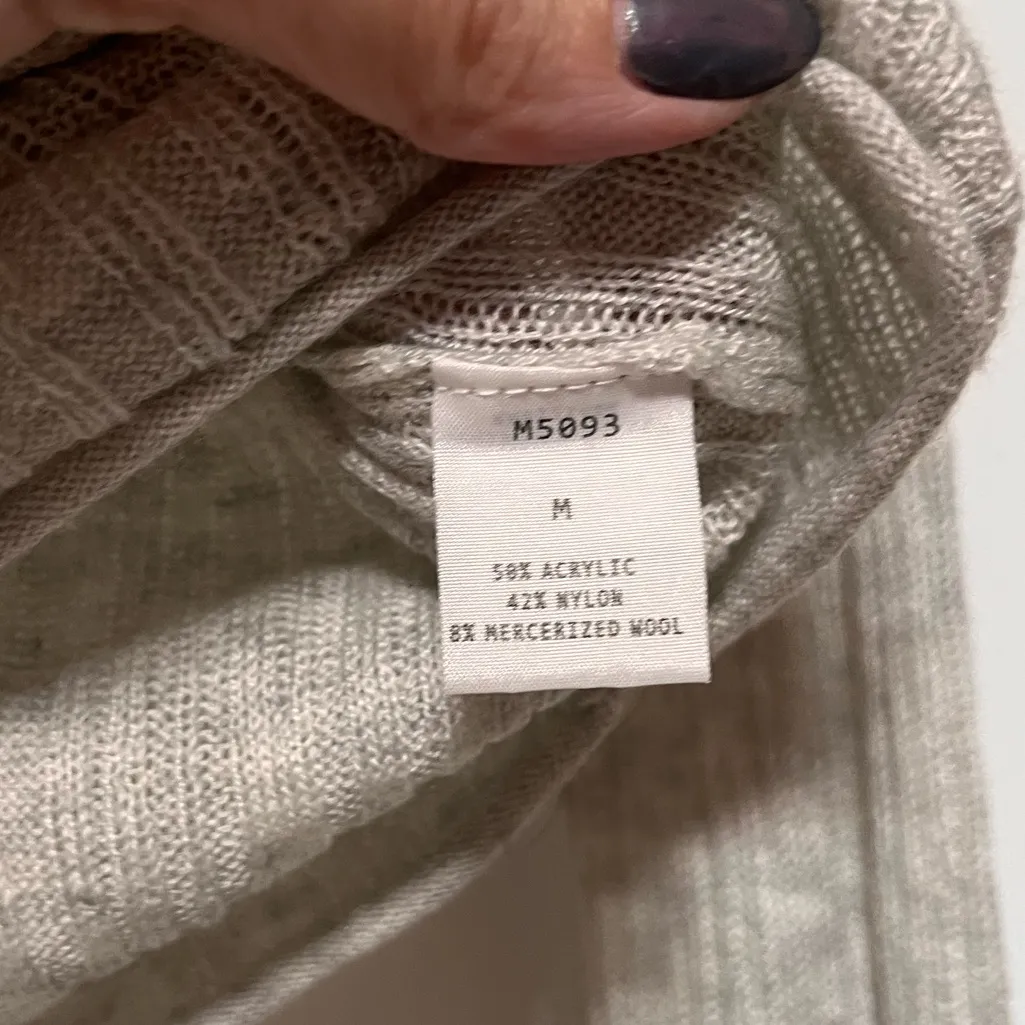 M5093
M
50% ACRYLIC
42% NYLON
8% MERCERIZED WOOL